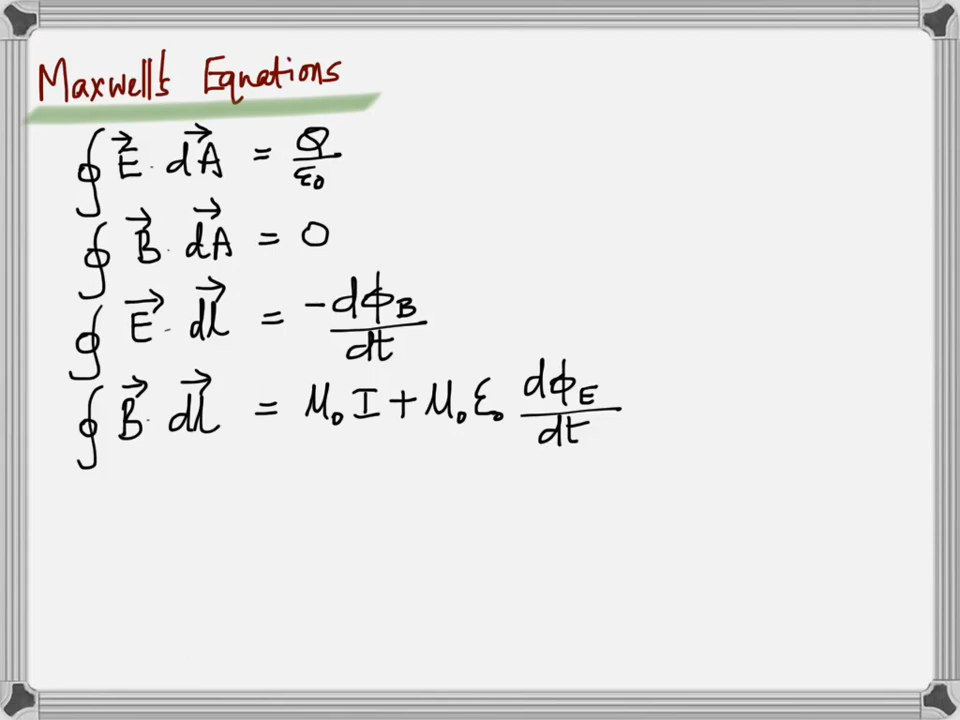 Maxwell's Equations
∮ E⃗ · dA⃗ = Q/ε₀
∮ B⃗ · dA⃗ = 0
∮ E⃗ · dl⃗ = -dϕ_B/dt
∮ B⃗ · dl⃗ = μ₀I + μ₀ε₀ dϕ_E/dt